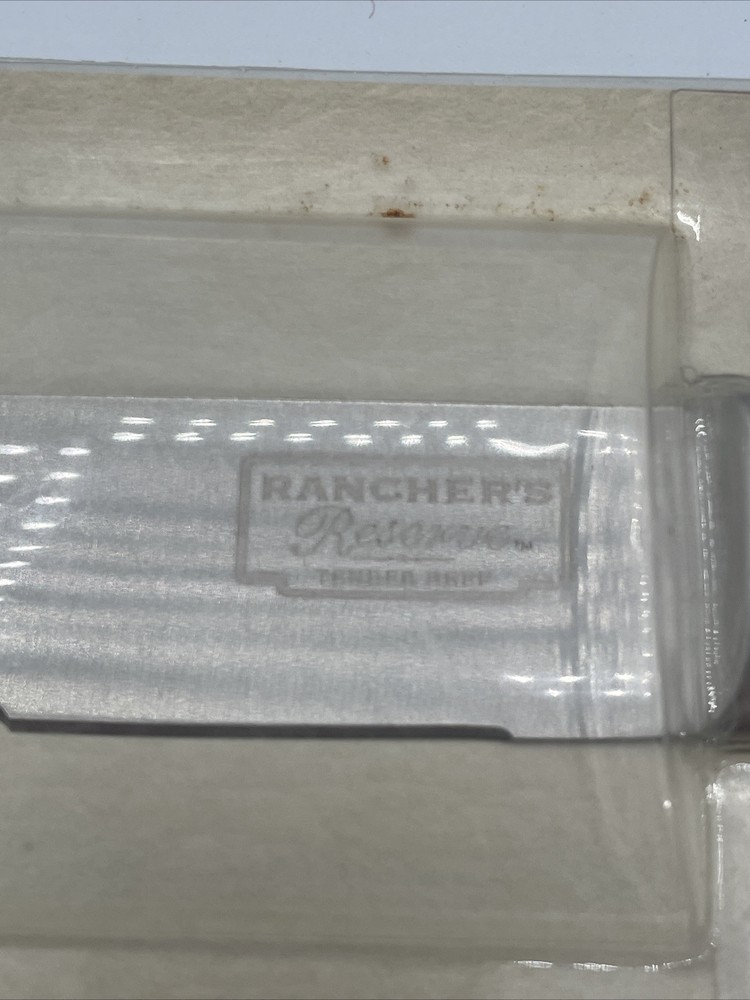 RANCHER'S
Reserve™
TENDER BEEF